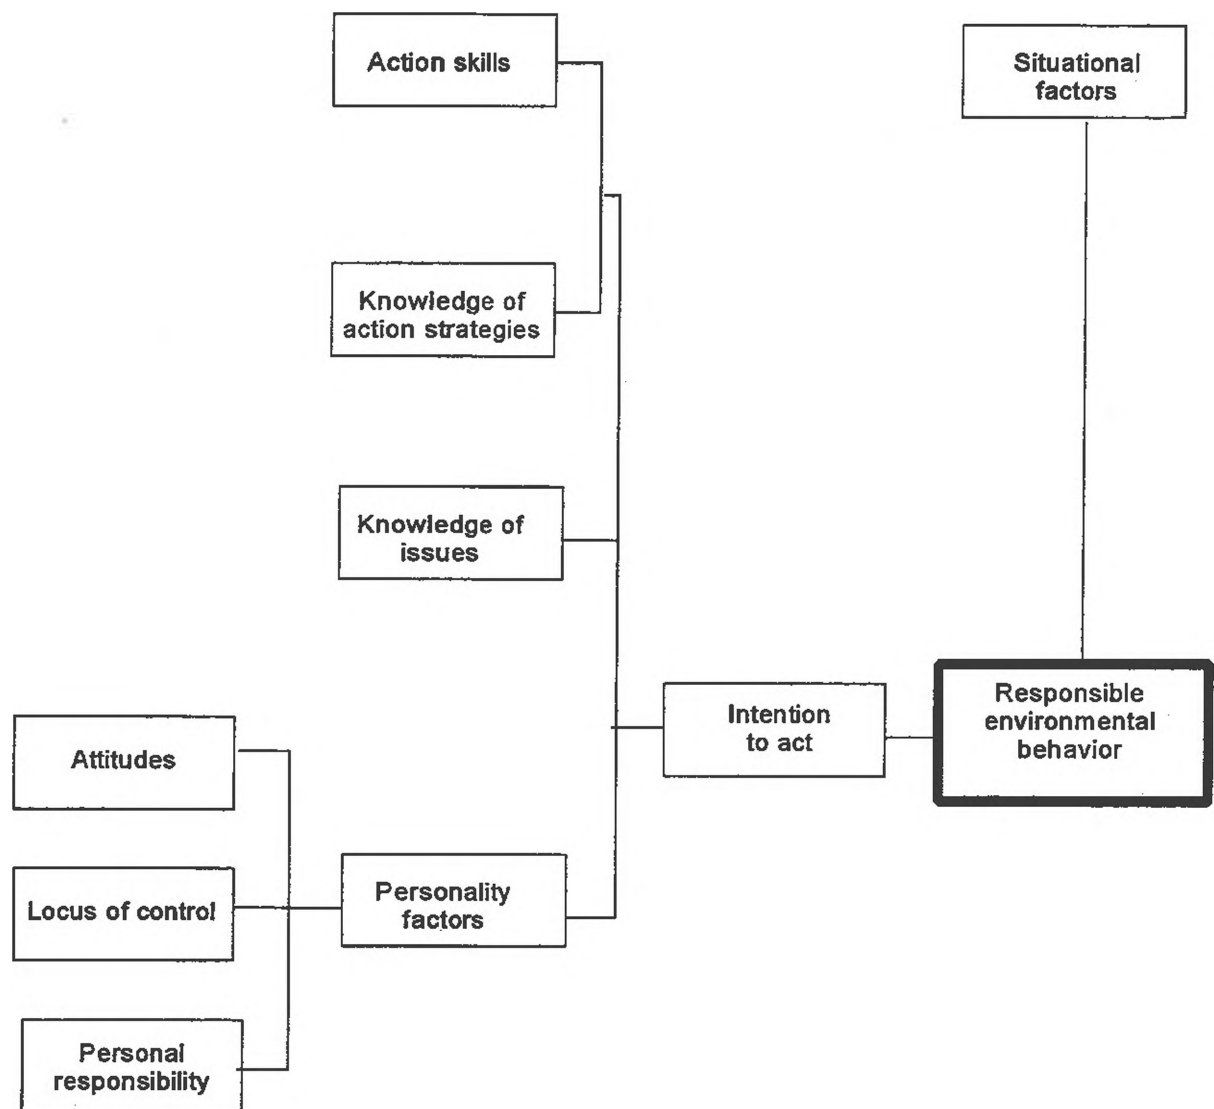 Action skills
Situational
factors
Knowledge of
action strategies
Knowledge of
issues
Intention
to act
Responsible
environmental
behavior
Attitudes
Locus of control
Personality
factors
Personal
responsibility